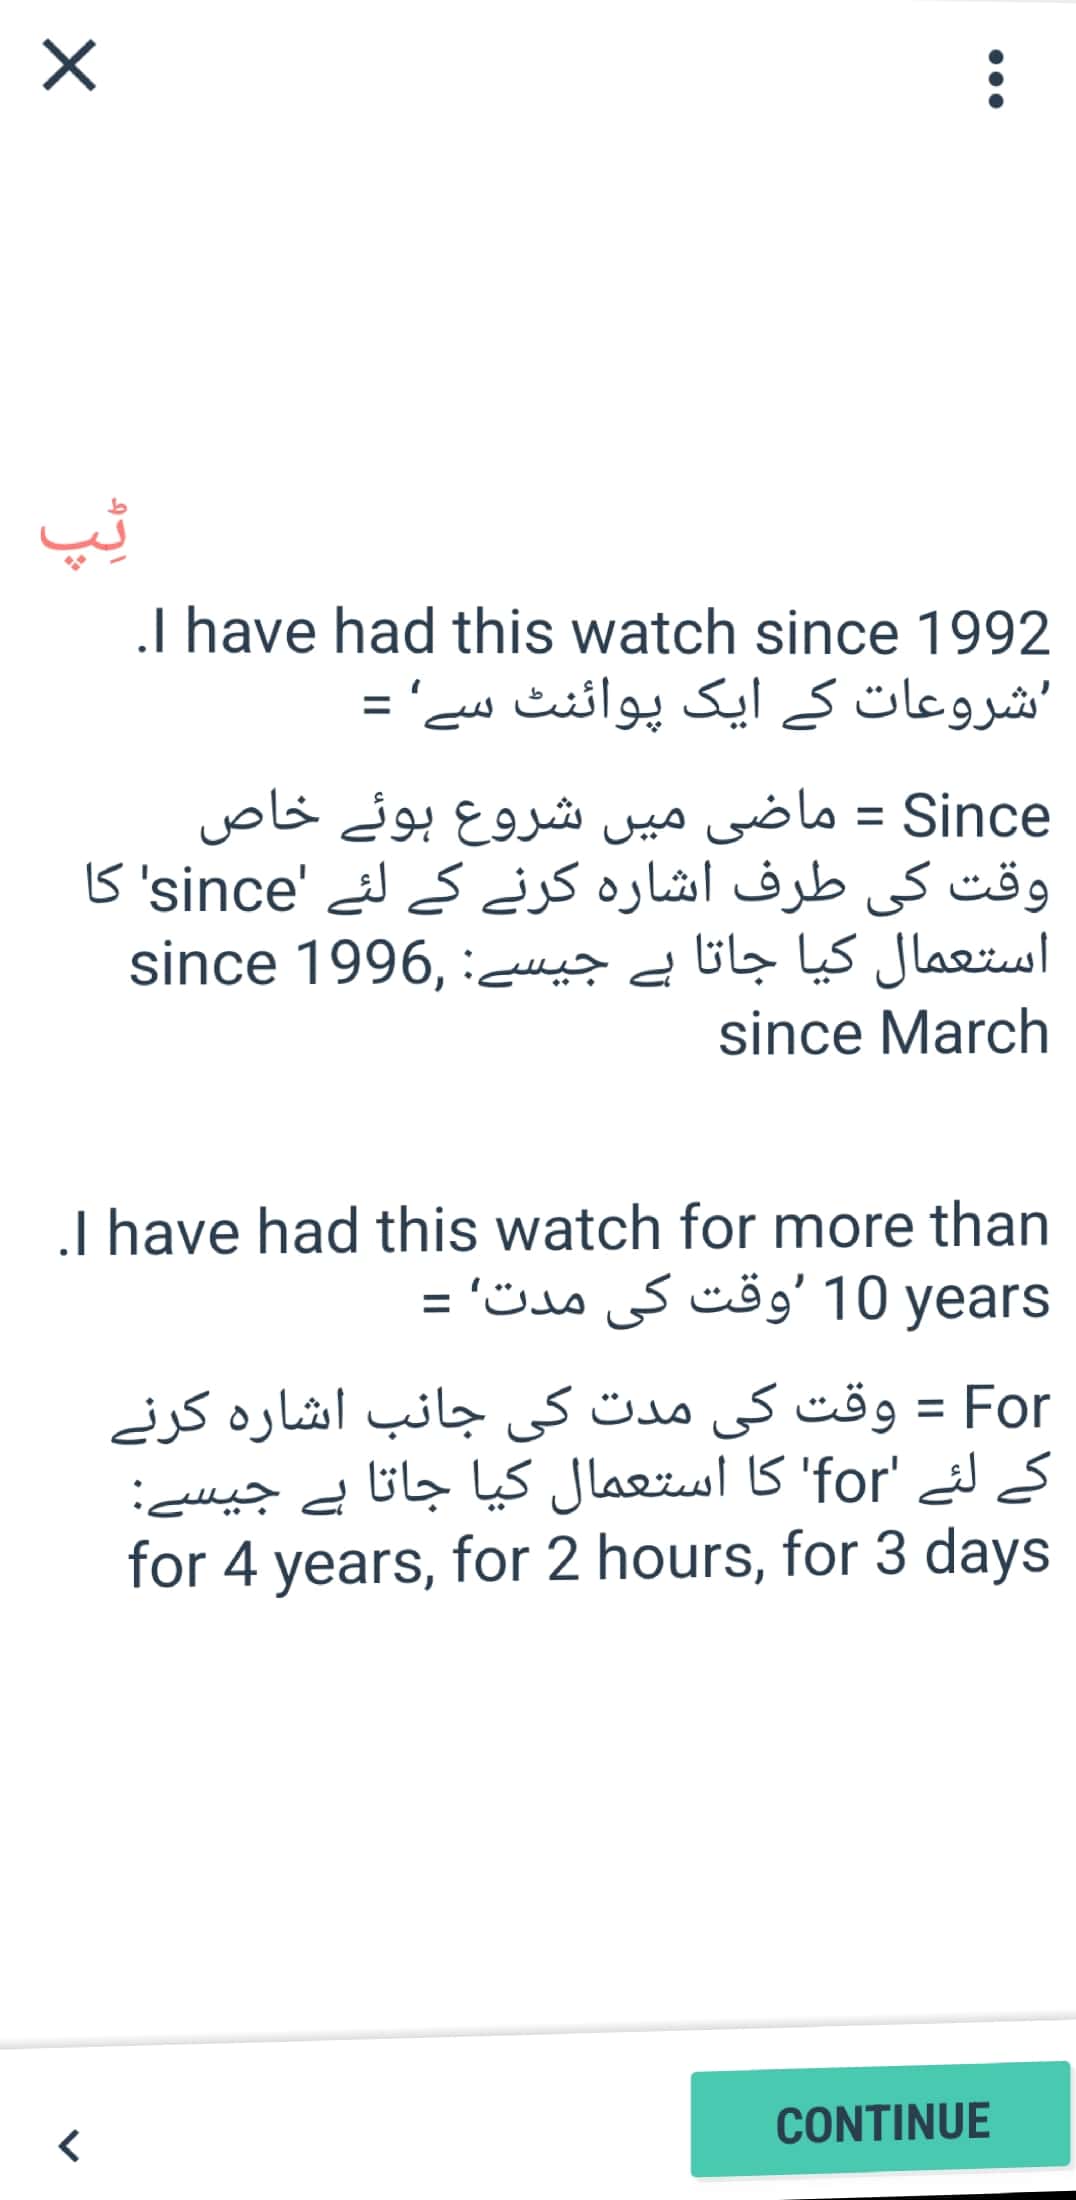 ٹِپ
.I have had this watch since 1992
’شروعات کے ایک پوائنٹ سے‘ =
Since = ماضی میں شروع ہوئے خاص
وقت کی طرف اشارہ کرنے کے لئے 'since' کا
استعمال کیا جاتا ہے جیسے: since 1996,
since March
.I have had this watch for more than
10 years ’وقت کی مدت‘ =
For = وقت کی مدت کی جانب اشارہ کرنے
کے لئے 'for' کا استعمال کیا جاتا ہے جیسے:
for 4 years, for 2 hours, for 3 days
CONTINUE